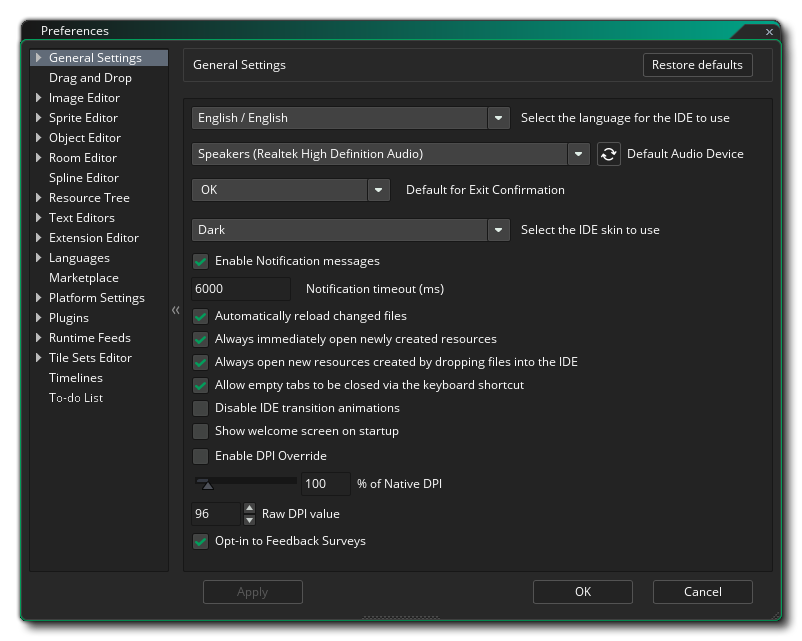 Preferences
General Settings
Drag and Drop
Image Editor
Sprite Editor
Object Editor
Room Editor
Spline Editor
Resource Tree
Text Editors
Extension Editor
Languages
Marketplace
Platform Settings
Plugins
Runtime Feeds
Tile Sets Editor
Timelines
To-do List
General Settings
Restore defaults
English / English
Select the language for the IDE to use
Speakers (Realtek High Definition Audio)
Default Audio Device
OK
Default for Exit Confirmation
Dark
Select the IDE skin to use
Enable Notification messages
6000
Notification timeout (ms)
Automatically reload changed files
Always immediately open newly created resources
Always open new resources created by dropping files into the IDE
Allow empty tabs to be closed via the keyboard shortcut
Disable IDE transition animations
Show welcome screen on startup
Enable DPI Override
100
% of Native DPI
96
Raw DPI value
Opt-in to Feedback Surveys
Apply
OK
Cancel